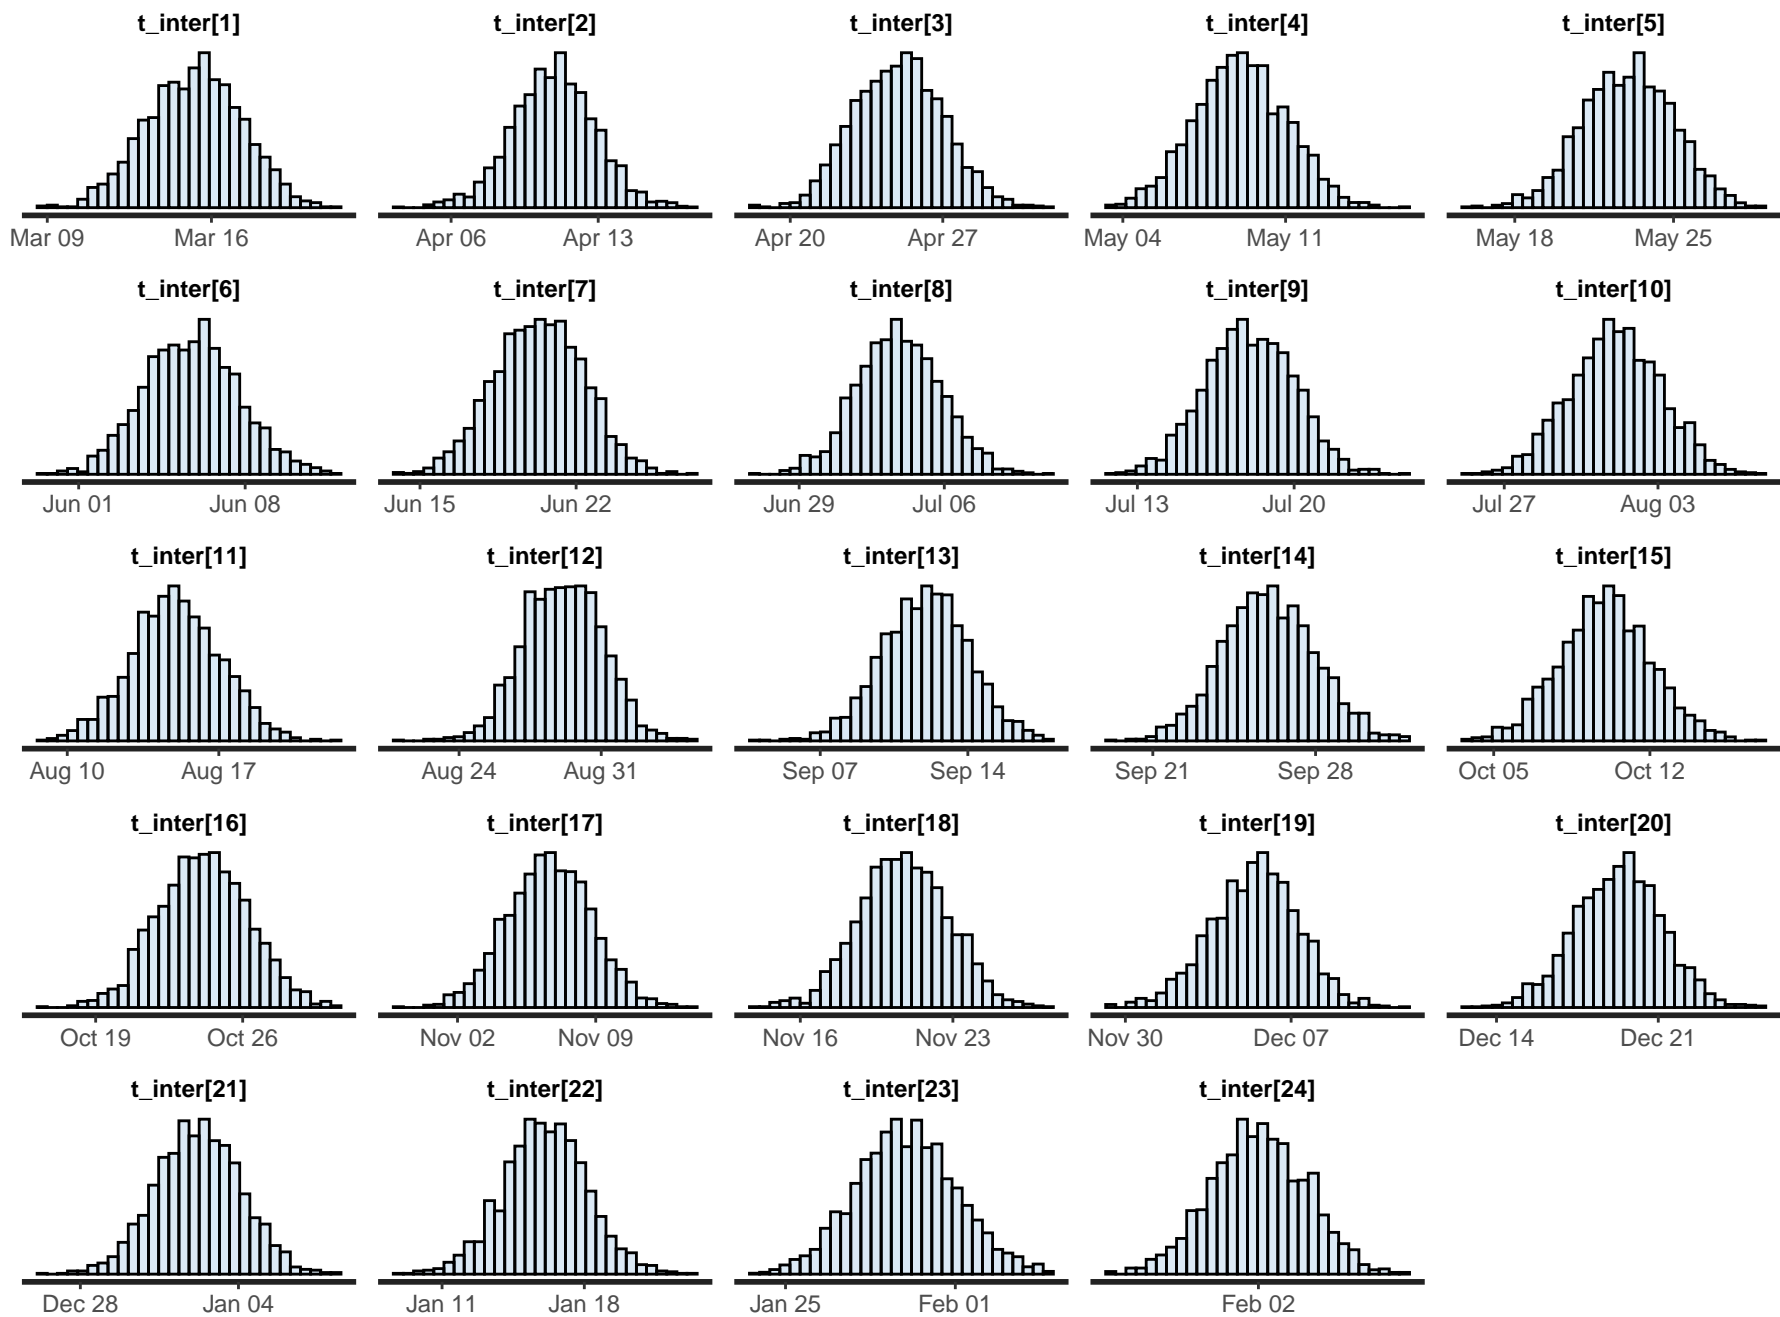 t_inter[1] t_inter[2] t_inter[3] t_inter[4] t_inter[5]
Mar 09 Mar 16 Apr 06 Apr 13 Apr 20 Apr 27 May 04 May 11 May 18 May 25
t_inter[6] t_inter[7] t_inter[8] t_inter[9] t_inter[10]
Jun 01 Jun 08 Jun 15 Jun 22 Jun 29 Jul 06 Jul 13 Jul 20 Jul 27 Aug 03
t_inter[11] t_inter[12] t_inter[13] t_inter[14] t_inter[15]
Aug 10 Aug 17 Aug 24 Aug 31 Sep 07 Sep 14 Sep 21 Sep 28 Oct 05 Oct 12
t_inter[16] t_inter[17] t_inter[18] t_inter[19] t_inter[20]
Oct 19 Oct 26 Nov 02 Nov 09 Nov 16 Nov 23 Nov 30 Dec 07 Dec 14 Dec 21
t_inter[21] t_inter[22] t_inter[23] t_inter[24]
Dec 28 Jan 04 Jan 11 Jan 18 Jan 25 Feb 01 Feb 02